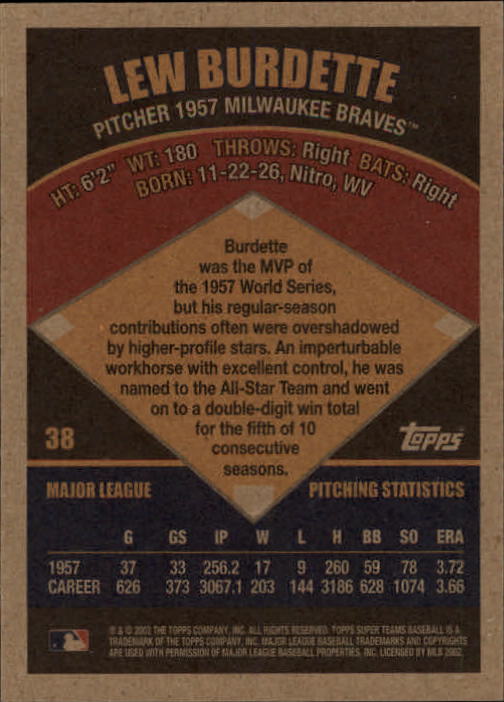 LEW BURDETTE
PITCHER 1957 MILWAUKEE BRAVES™
HT: 6'2" WT: 180 THROWS: Right BATS: Right
BORN: 11-22-26, Nitro, WV
Burdette
was the MVP of
the 1957 World Series,
but his regular-season
contributions often were overshadowed
by higher-profile stars. An imperturbable
workhorse with excellent control, he was
named to the All-Star Team and went
on to a double-digit win total
for the fifth of 10
consecutive
seasons.
38
Topps
MAJOR LEAGUE PITCHING STATISTICS
G GS IP W L H BB SO ERA
1957 37 33 256.2 17 9 260 59 78 3.72
CAREER 626 373 3067.1 203 144 3186 628 1074 3.66
® & © 2002 THE TOPPS COMPANY, INC. ALL RIGHTS RESERVED. TOPPS SUPER TEAMS BASEBALL IS A
TRADEMARK OF THE TOPPS COMPANY, INC. MAJOR LEAGUE BASEBALL TRADEMARKS AND COPYRIGHTS
ARE USED WITH PERMISSION OF MAJOR LEAGUE BASEBALL PROPERTIES, INC. LICENSED BY MLB 2002.